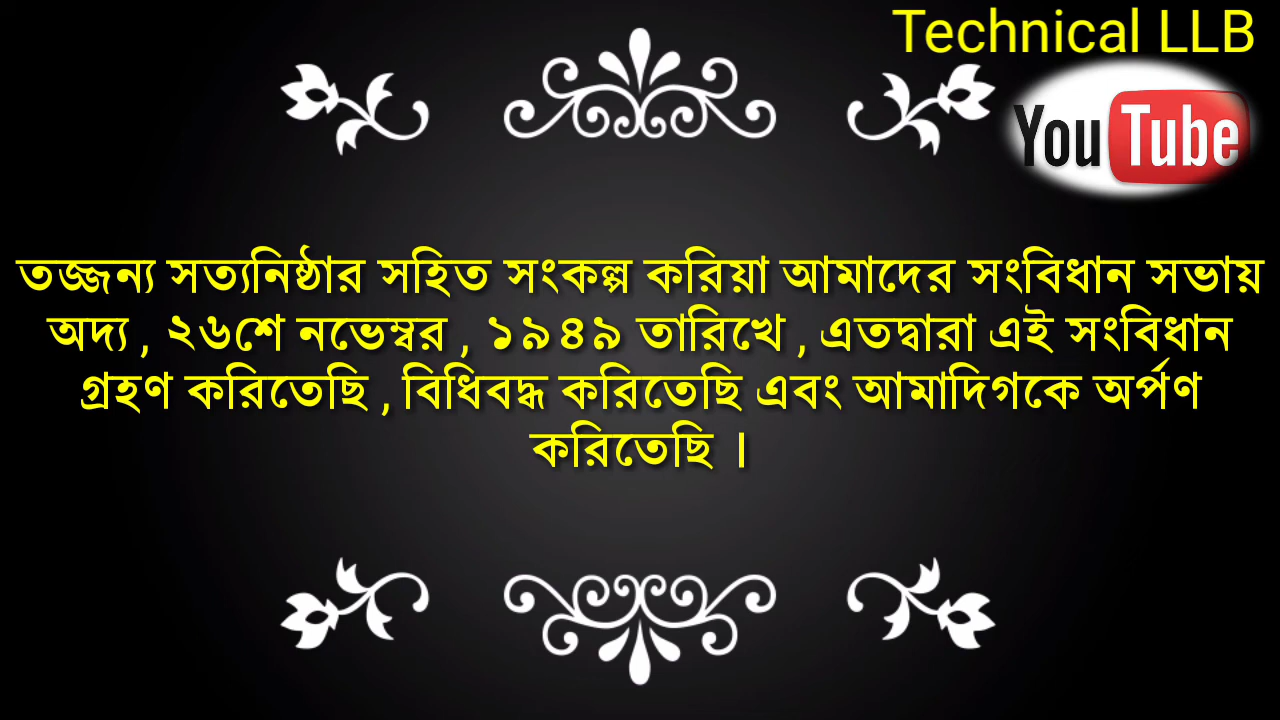 Technical LLB
YouTube
তজ্জন্য সত্যনিষ্ঠার সহিত সংকল্প করিয়া আমাদের সংবিধান সভায়
অদ্য , ২৬শে নভেম্বর , ১৯৪৯ তারিখে , এতদ্বারা এই সংবিধান
গ্রহণ করিতেছি , বিধিবদ্ধ করিতেছি এবং আমাদিগকে অর্পণ
করিতেছি ।